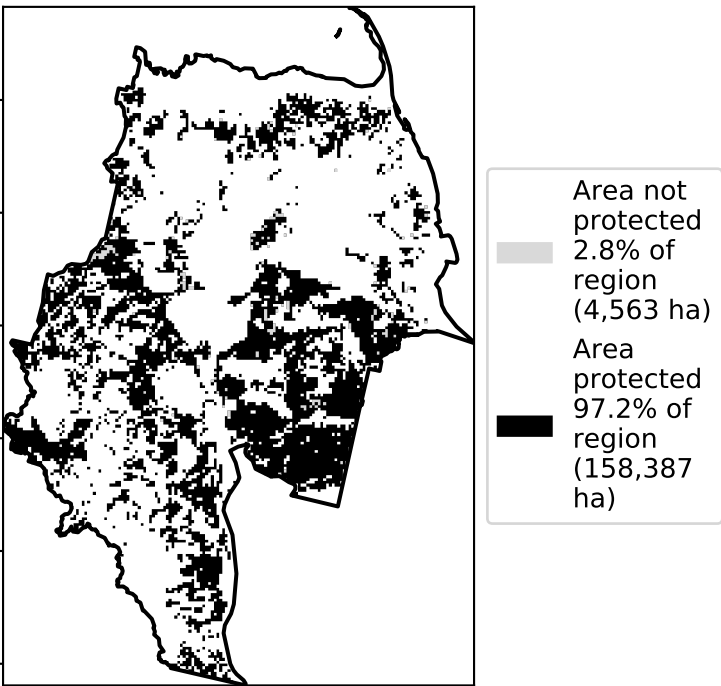 Area not
protected
2.8% of
region
(4,563 ha)
Area
protected
97.2% of
region
(158,387
ha)